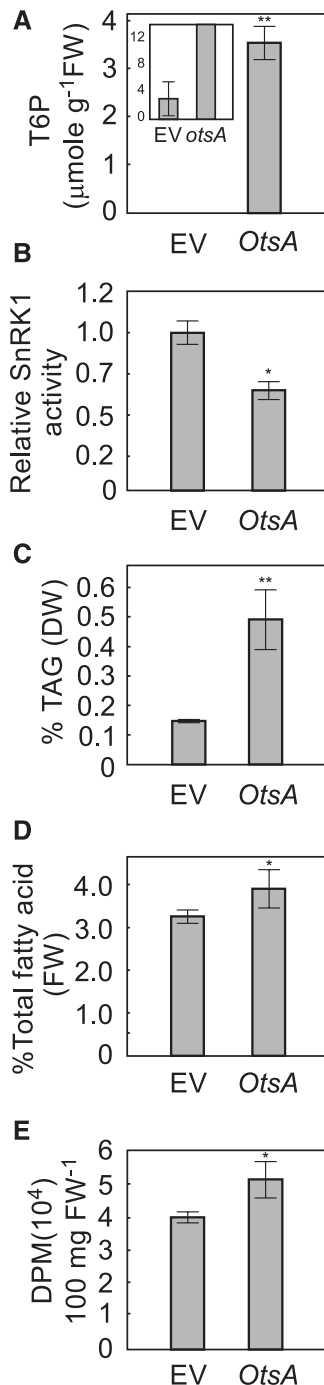 A
T6P
(μmole g⁻¹FW)
4
3
2
1
0
12
8
4
0
EV otsA
**
EV OtsA
B
Relative SnRK1
activity
1.2
1.0
0.7
0.5
0.2
0
*
EV OtsA
C
% TAG (DW)
0.6
0.5
0.4
0.3
0.2
0.1
0
**
EV OtsA
D
%Total fatty acid
(FW)
4.0
3.0
2.0
1.0
0.0
*
EV OtsA
E
DPM(10⁴)
100 mg FW⁻¹
6
5
4
3
2
1
0
*
EV OtsA